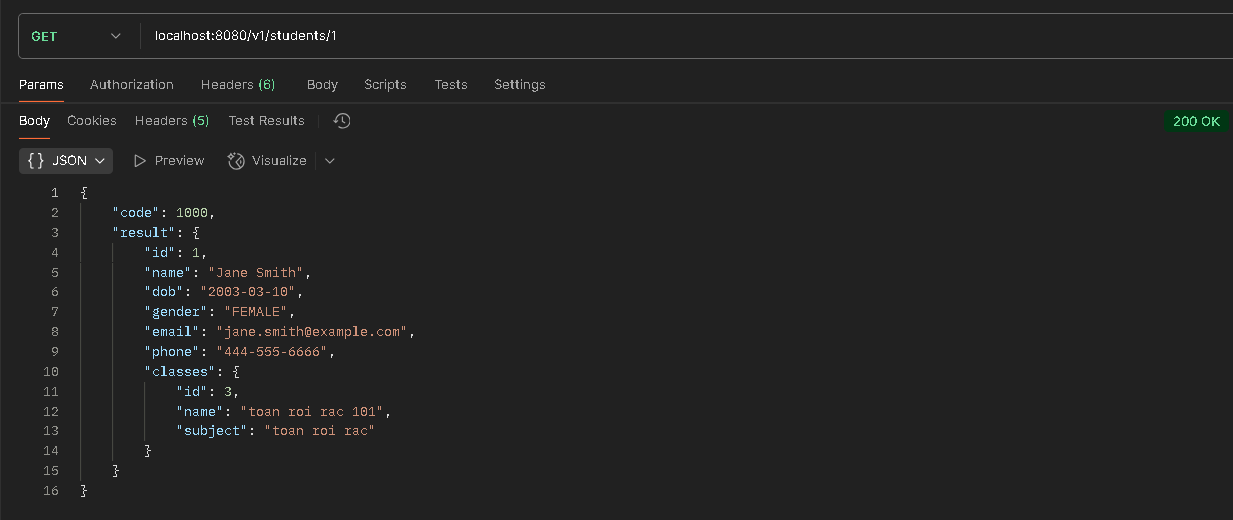 GET localhost:8080/v1/students/1
Params Authorization Headers (6) Body Scripts Tests Settings
Body Cookies Headers (5) Test Results 200 OK
{} JSON Preview Visualize
1 {
2 "code": 1000,
3 "result": {
4 "id": 1,
5 "name": "Jane Smith",
6 "dob": "2003-03-10",
7 "gender": "FEMALE",
8 "email": "jane.smith@example.com",
9 "phone": "444-555-6666",
10 "classes": {
11 "id": 3,
12 "name": "toan roi rac 101",
13 "subject": "toan roi rac"
14 }
15 }
16 }